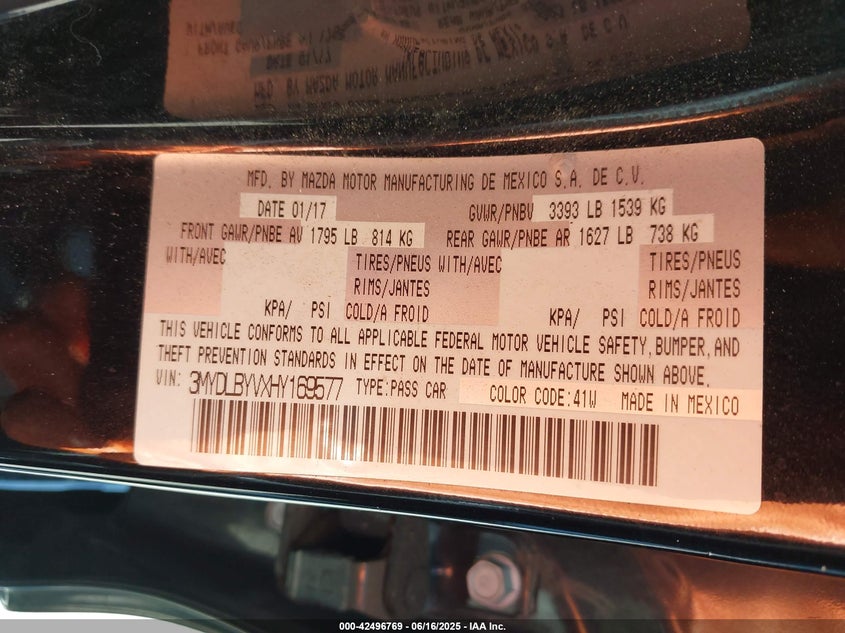 MFD. BY MAZDA MOTOR MANUFACTURING DE MEXICO S.A. DE C.V.
DATE 01/17 GVWR/PNBV 3393 LB 1539 KG
FRONT GAWR/PNBE AV 1795 LB 814 KG REAR GAWR/PNBE AR 1627 LB 738 KG
WITH/AVEC TIRES/PNEUS WITH/AVEC TIRES/PNEUS
RIMS/JANTES RIMS/JANTES
KPA/ PSI COLD/A FROID KPA/ PSI COLD/A FROID
THIS VEHICLE CONFORMS TO ALL APPLICABLE FEDERAL MOTOR VEHICLE SAFETY, BUMPER, AND
THEFT PREVENTION STANDARDS IN EFFECT ON THE DATE OF MANUFACTURE SHOWN ABOVE.
VIN: 3MYDLBYVXHY169577 TYPE:PASS CAR COLOR CODE:41W MADE IN MEXICO
000-42496769 - 06/16/2025 - IAA Inc.